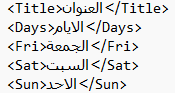 <Title>العنوان</Title>
<Days>الايام</Days>
<Fri>الجمعة</Fri>
<Sat>السبت</Sat>
<Sun>الاحد</Sun>